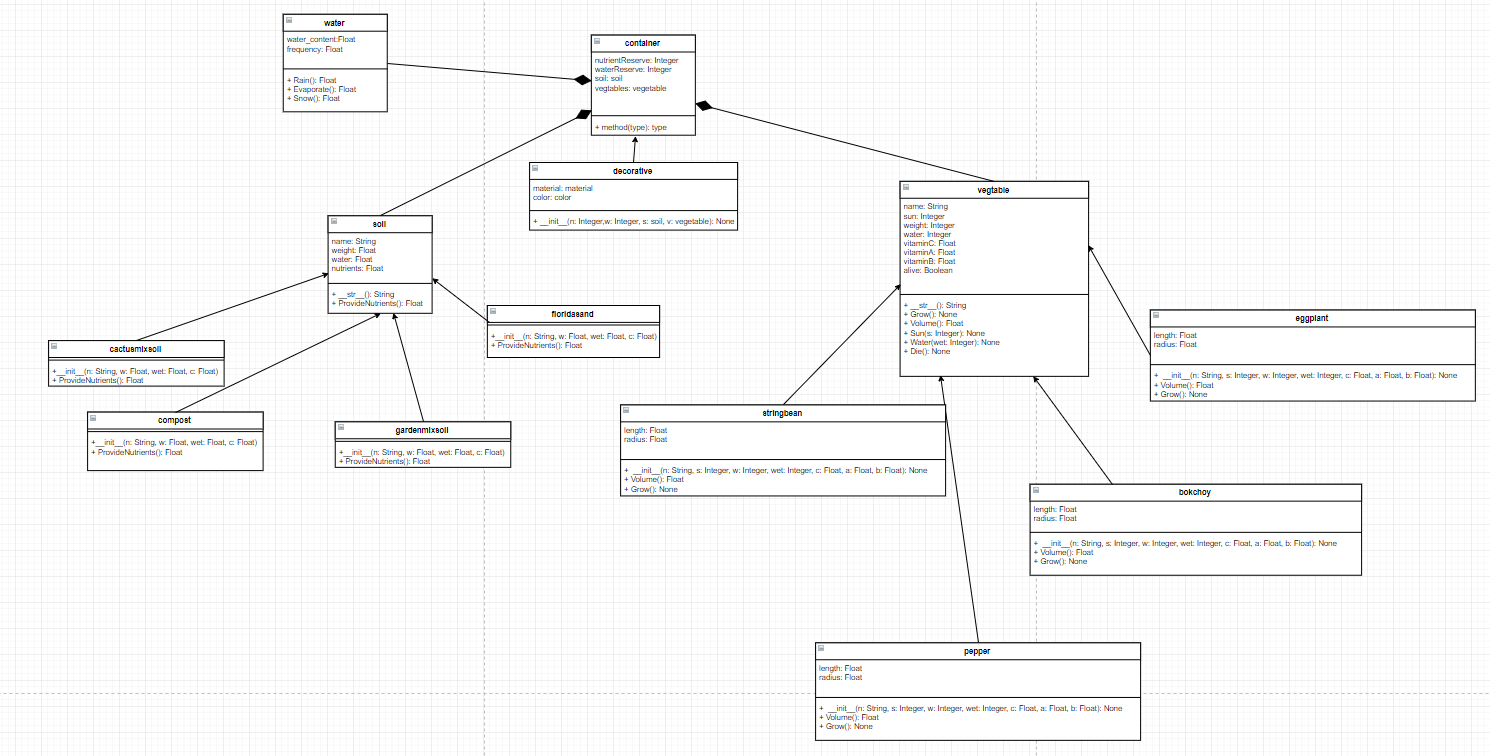 water
water_content:Float
frequency: Float
+ Rain(): Float
+ Evaporate(): Float
+ Snow(): Float
container
nutrientReserve: Integer
waterReserve: Integer
soil: soil
vegtables: vegetable
+ method(type): type
decorative
material: material
color: color
+ __init__(n: Integer,w: Integer, s: soil, v: vegetable): None
vegtable
name: String
sun: Integer
weight: Integer
water: Integer
vitaminC: Float
vitaminA: Float
vitaminB: Float
alive: Boolean
+ __str__(): String
+ Grow(): None
+ Volume(): Float
+ Sun(s: Integer): None
+ Water(wet: Integer): None
+ Die(): None
soil
name: String
weight: Float
water: Float
nutrients: Float
+ __str__(): String
+ ProvideNutrients(): Float
floridasand
+__init__(n: String, w: Float, wet: Float, c: Float)
+ ProvideNutrients(): Float
eggplant
length: Float
radius: Float
+ __init__(n: String, s: Integer, w: Integer, wet: Integer, c: Float, a: Float, b: Float): None
+ Volume(): Float
+ Grow(): None
cactusmixsoil
+__init__(n: String, w: Float, wet: Float, c: Float)
+ ProvideNutrients(): Float
compost
+__init__(n: String, w: Float, wet: Float, c: Float)
+ ProvideNutrients(): Float
gardenmixsoil
+__init__(n: String, w: Float, wet: Float, c: Float)
+ ProvideNutrients(): Float
stringbean
length: Float
radius: Float
+ __init__(n: String, s: Integer, w: Integer, wet: Integer, c: Float, a: Float, b: Float): None
+ Volume(): Float
+ Grow(): None
bokchoy
length: Float
radius: Float
+ __init__(n: String, s: Integer, w: Integer, wet: Integer, c: Float, a: Float, b: Float): None
+ Volume(): Float
+ Grow(): None
pepper
length: Float
radius: Float
+ __init__(n: String, s: Integer, w: Integer, wet: Integer, c: Float, a: Float, b: Float): None
+ Volume(): Float
+ Grow(): None